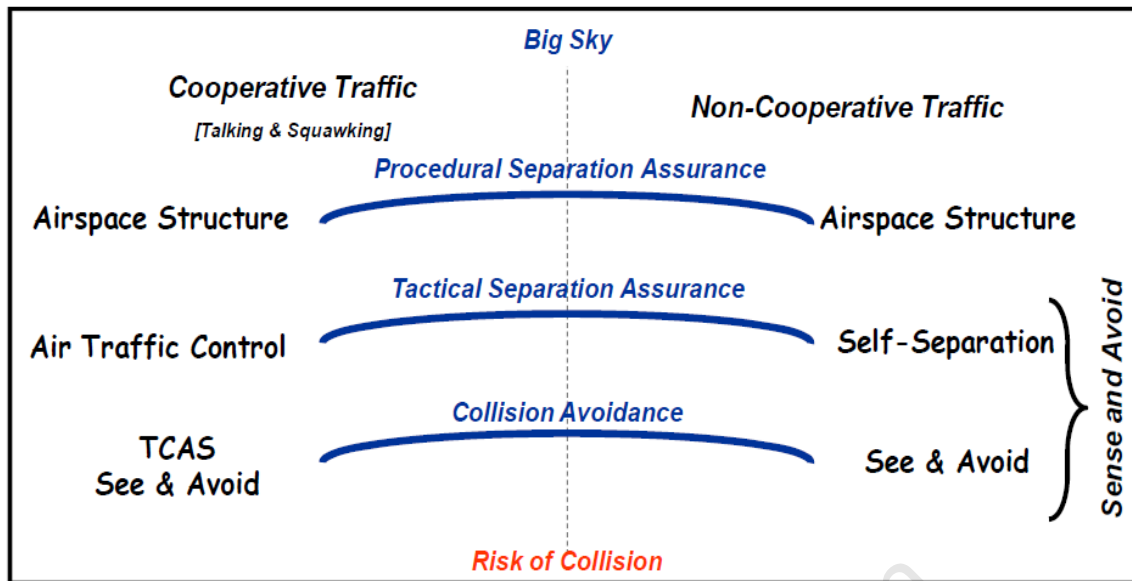 Big Sky
Cooperative Traffic
[Talking & Squawking]
Non-Cooperative Traffic
Procedural Separation Assurance
Airspace Structure
Airspace Structure
Tactical Separation Assurance
Air Traffic Control
Self-Separation
Collision Avoidance
TCAS
See & Avoid
See & Avoid
Sense and Avoid
Risk of Collision